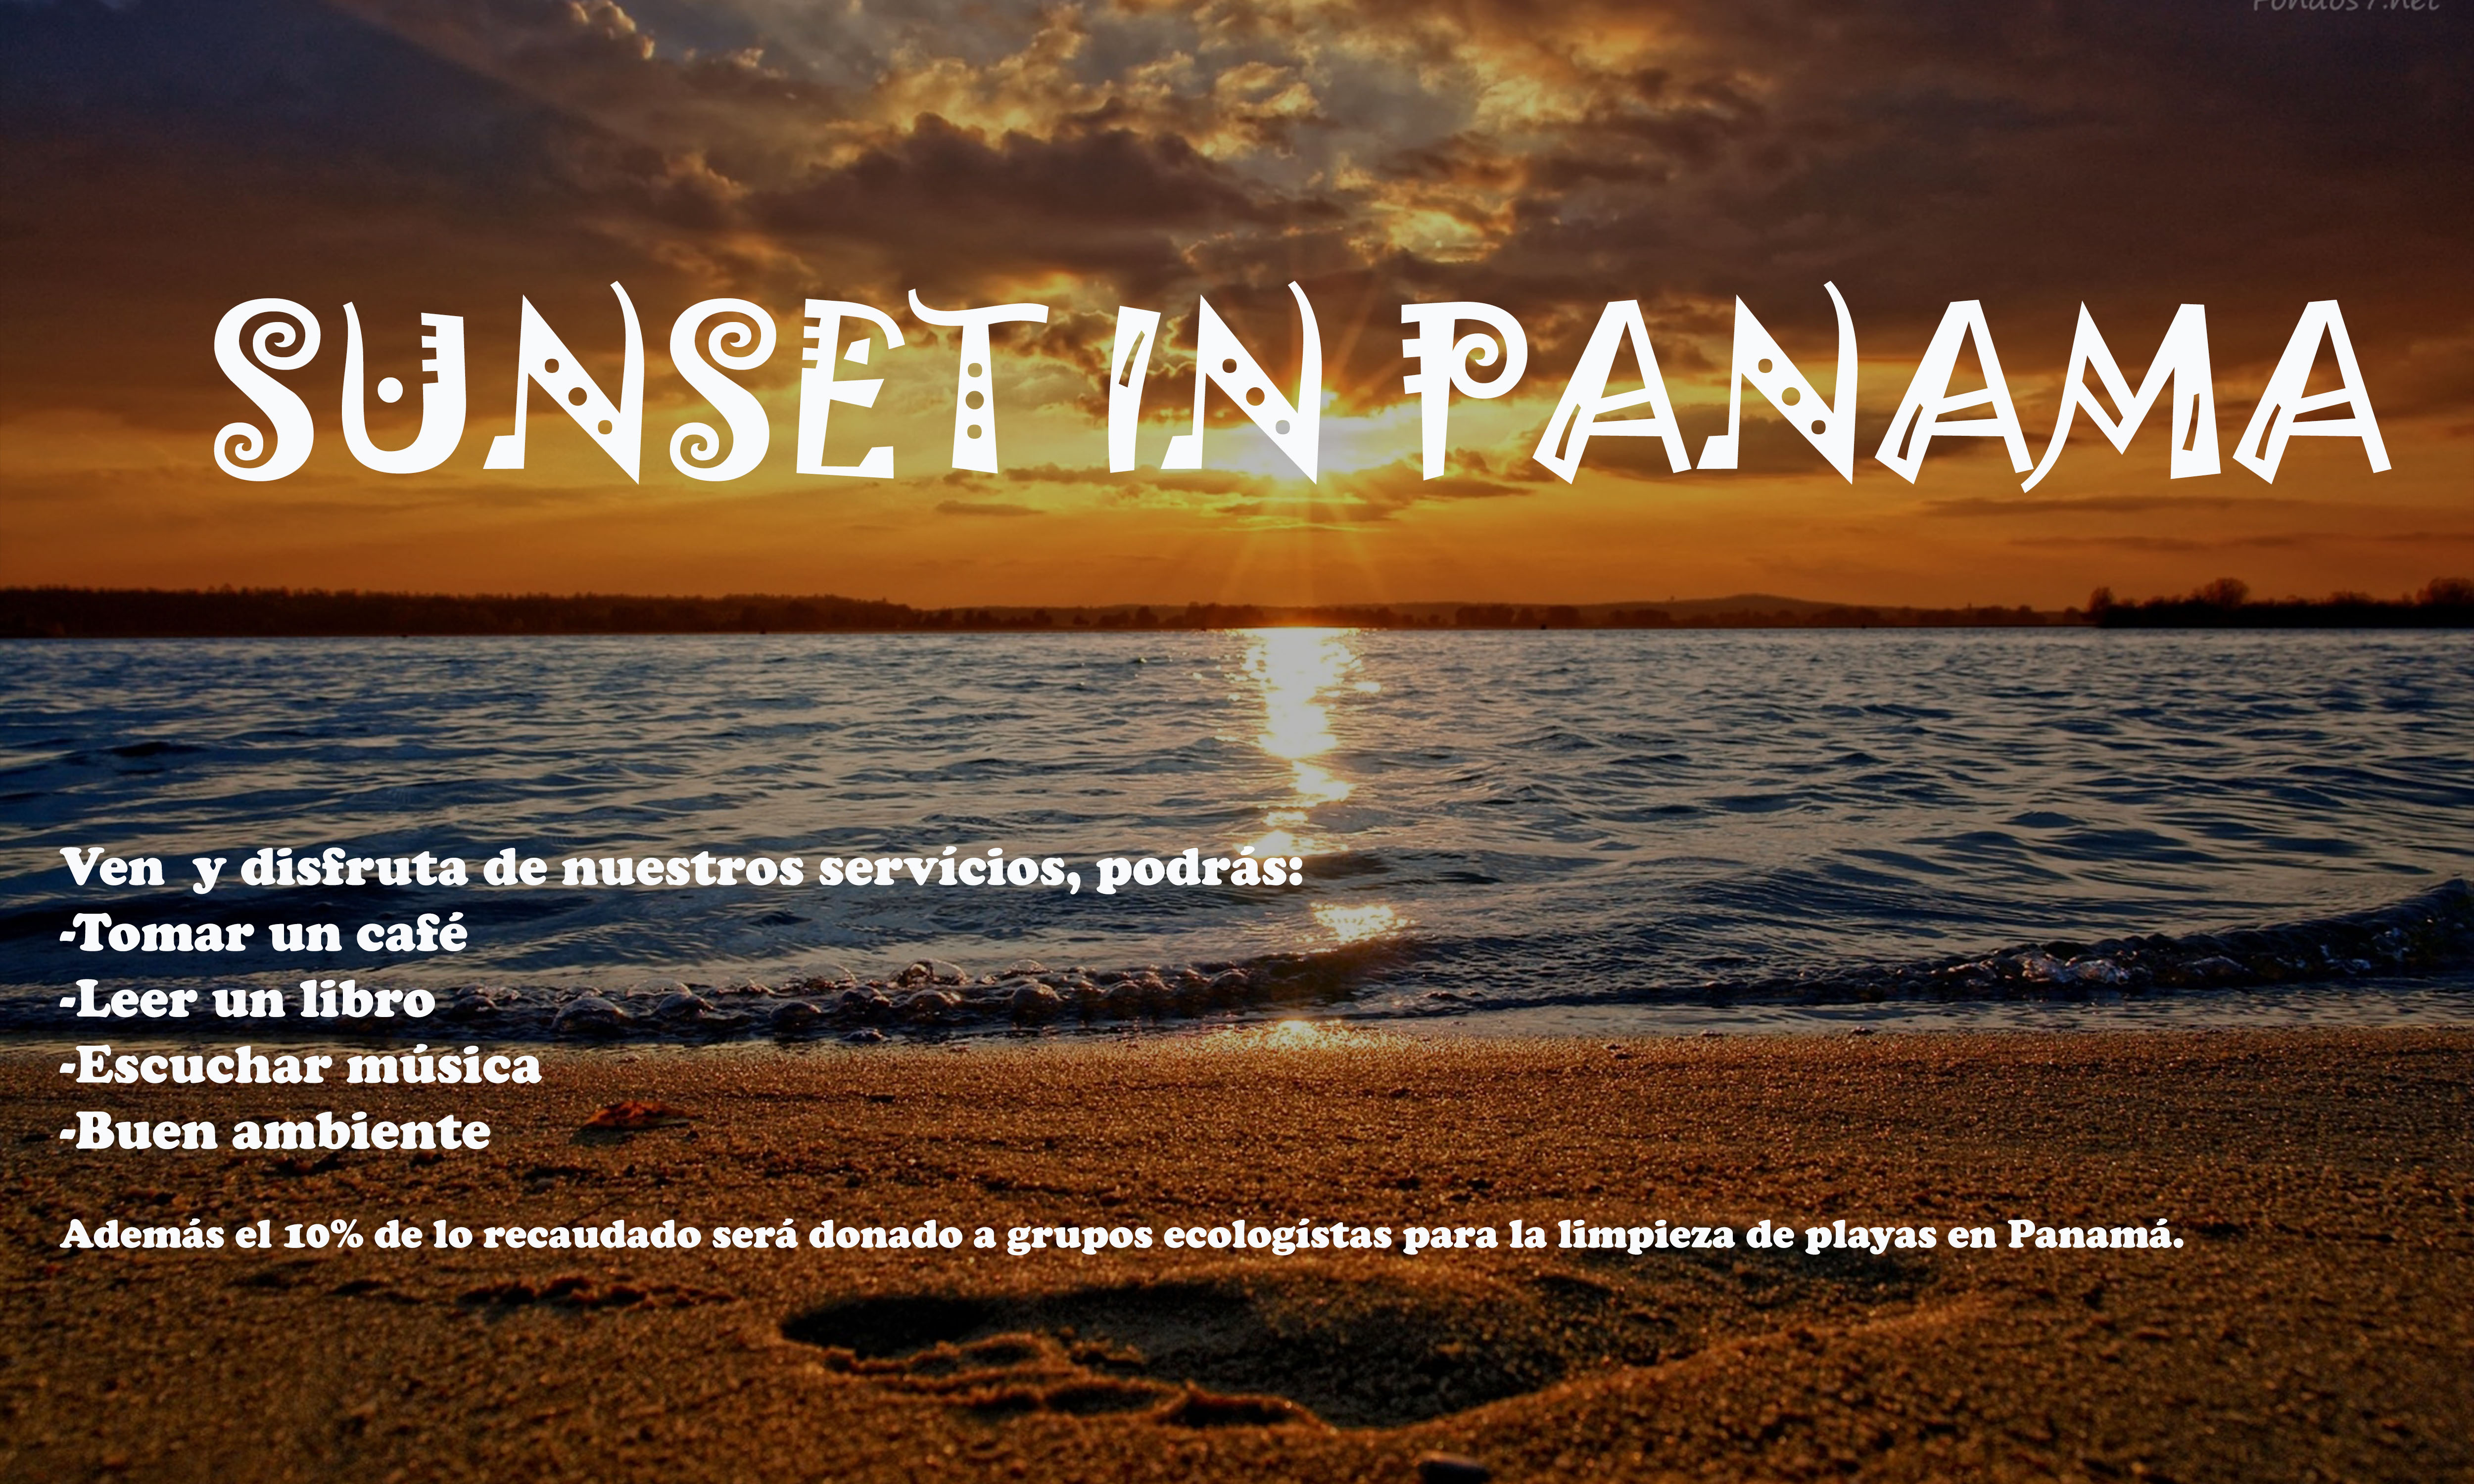 SUNSET IN PANAMA
Ven y disfruta de nuestros servicios, podrás:
-Tomar un café
-Leer un libro
-Escuchar música
-Buen ambiente
Además el 10% de lo recaudado será donado a grupos ecologistas para la limpieza de playas en Panamá.